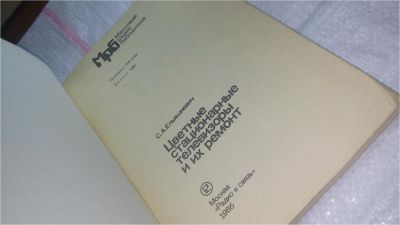 МРБ
Массовая
радио
библиотека
С.А.Ельяшкевич
Цветные
стационарные
телевизоры
и их ремонт
Москва
«Радио и связь»
1986